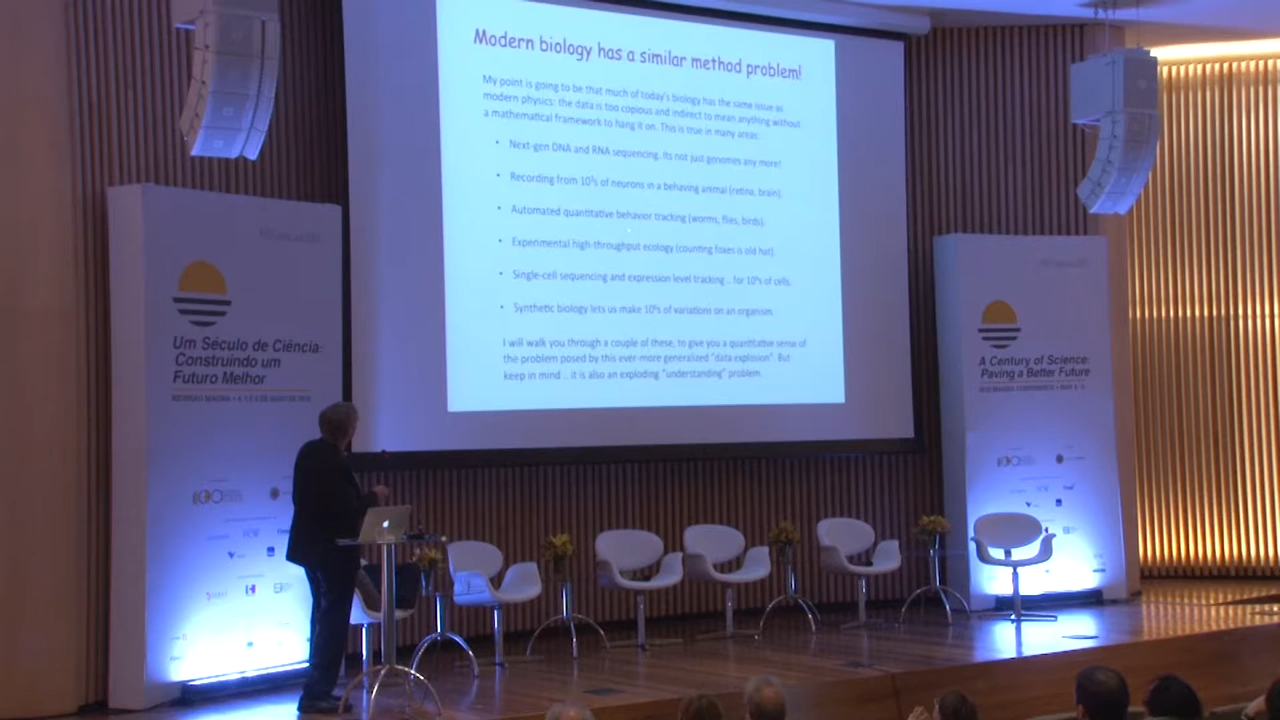 Modern biology has a similar method problem!
My point is going to be that much of today's biology has the same issue as
modern physics: the data is too copious and indirect to mean anything without
a mathematical framework to hang it on. This is true in many areas:
• Next-gen DNA and RNA sequencing. Its not just genomes any more!
• Recording from 10⁵s of neurons in a behaving animal (retina, brain).
• Automated quantitative behavior tracking (worms, flies, birds).
• Experimental high-throughput ecology (counting foxes is old hat).
• Single-cell sequencing and expression level tracking .. for of cells.
• Synthetic biology lets us make of variations on an organism.
I will walk you through a couple of these, to give you a quantitative sense of
the problem posed by this ever-more generalized "data explosion". But
keep in mind .. it is also an exploding "understanding" problem.
Um Século de Ciência:
Construindo um
Futuro Melhor
A Century of Science:
Paving a Better Future